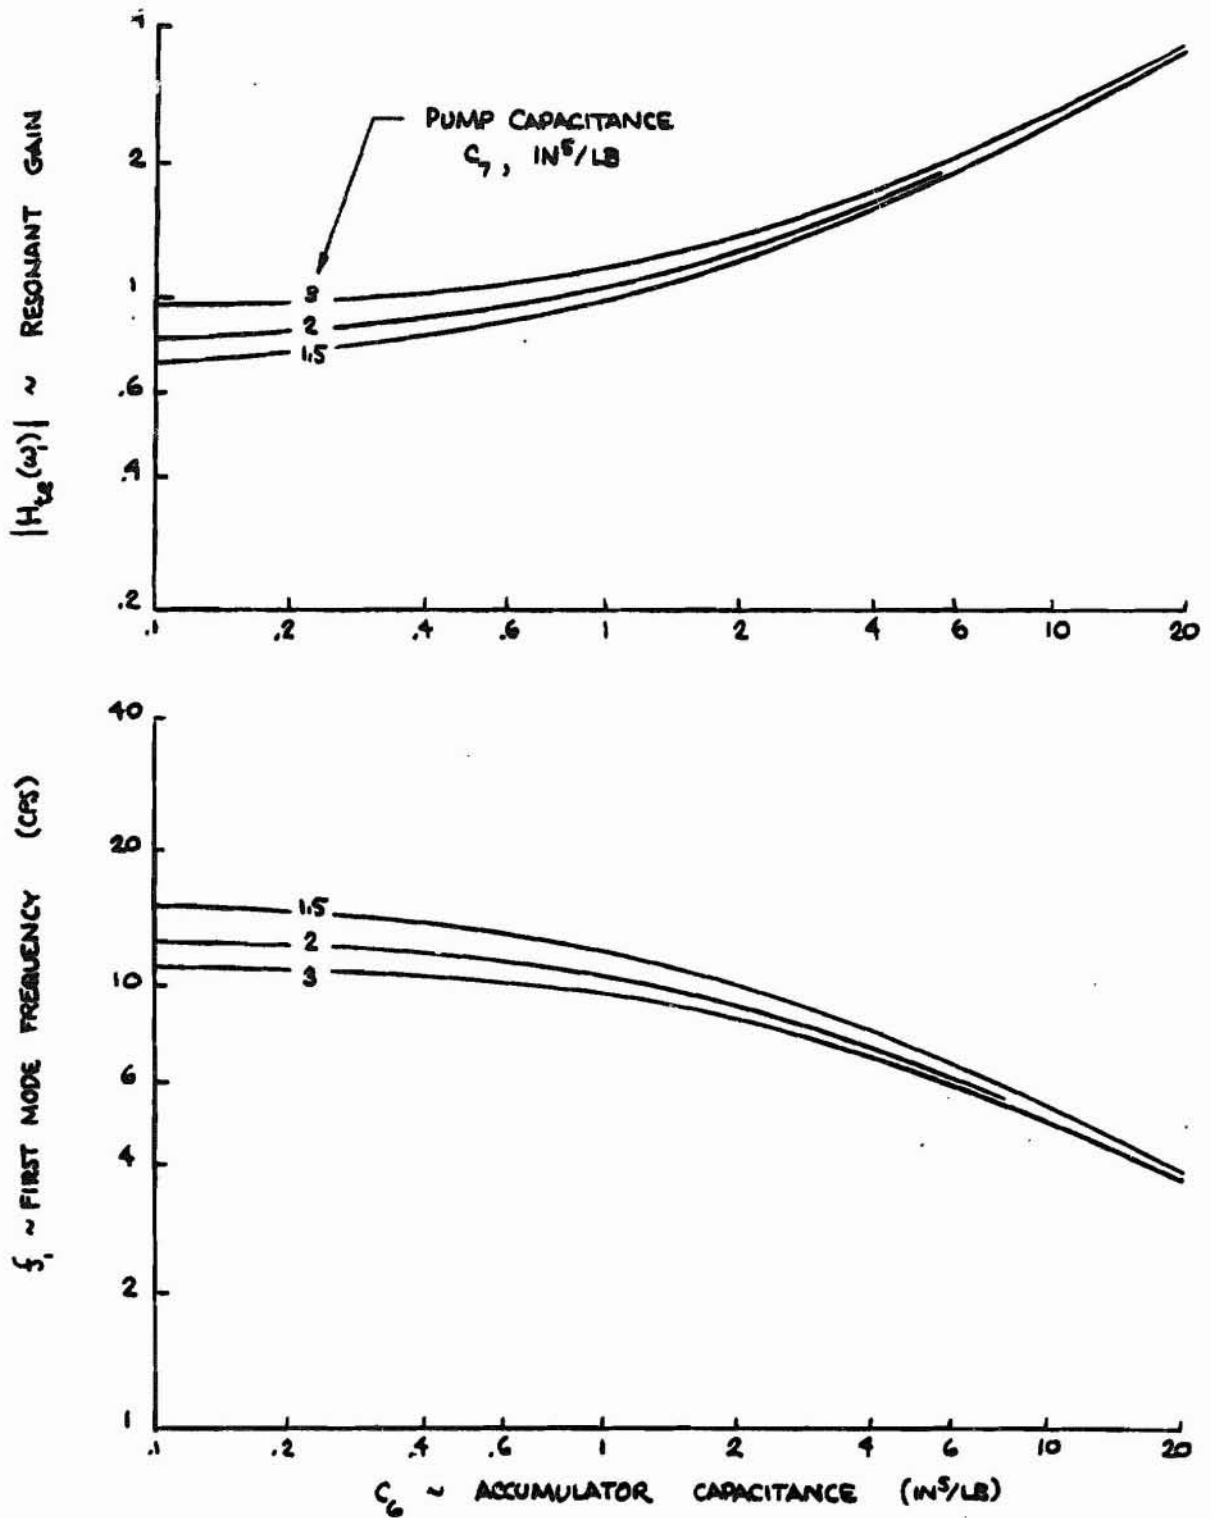 4
PUMP CAPACITANCE
C7, IN⁵/LB
2
1
3
2
1.5
.6
.4
.2
.1 .2 .4 .6 1 2 4 6 10 20
|Hte(ω1)| ~ RESONANT GAIN
40
20
1.5
2
10
3
6
4
2
1
.1 .2 .4 .6 1 2 4 6 10 20
f1 ~ FIRST MODE FREQUENCY (CPS)
C6 ~ ACCUMULATOR CAPACITANCE (IN⁵/LB)